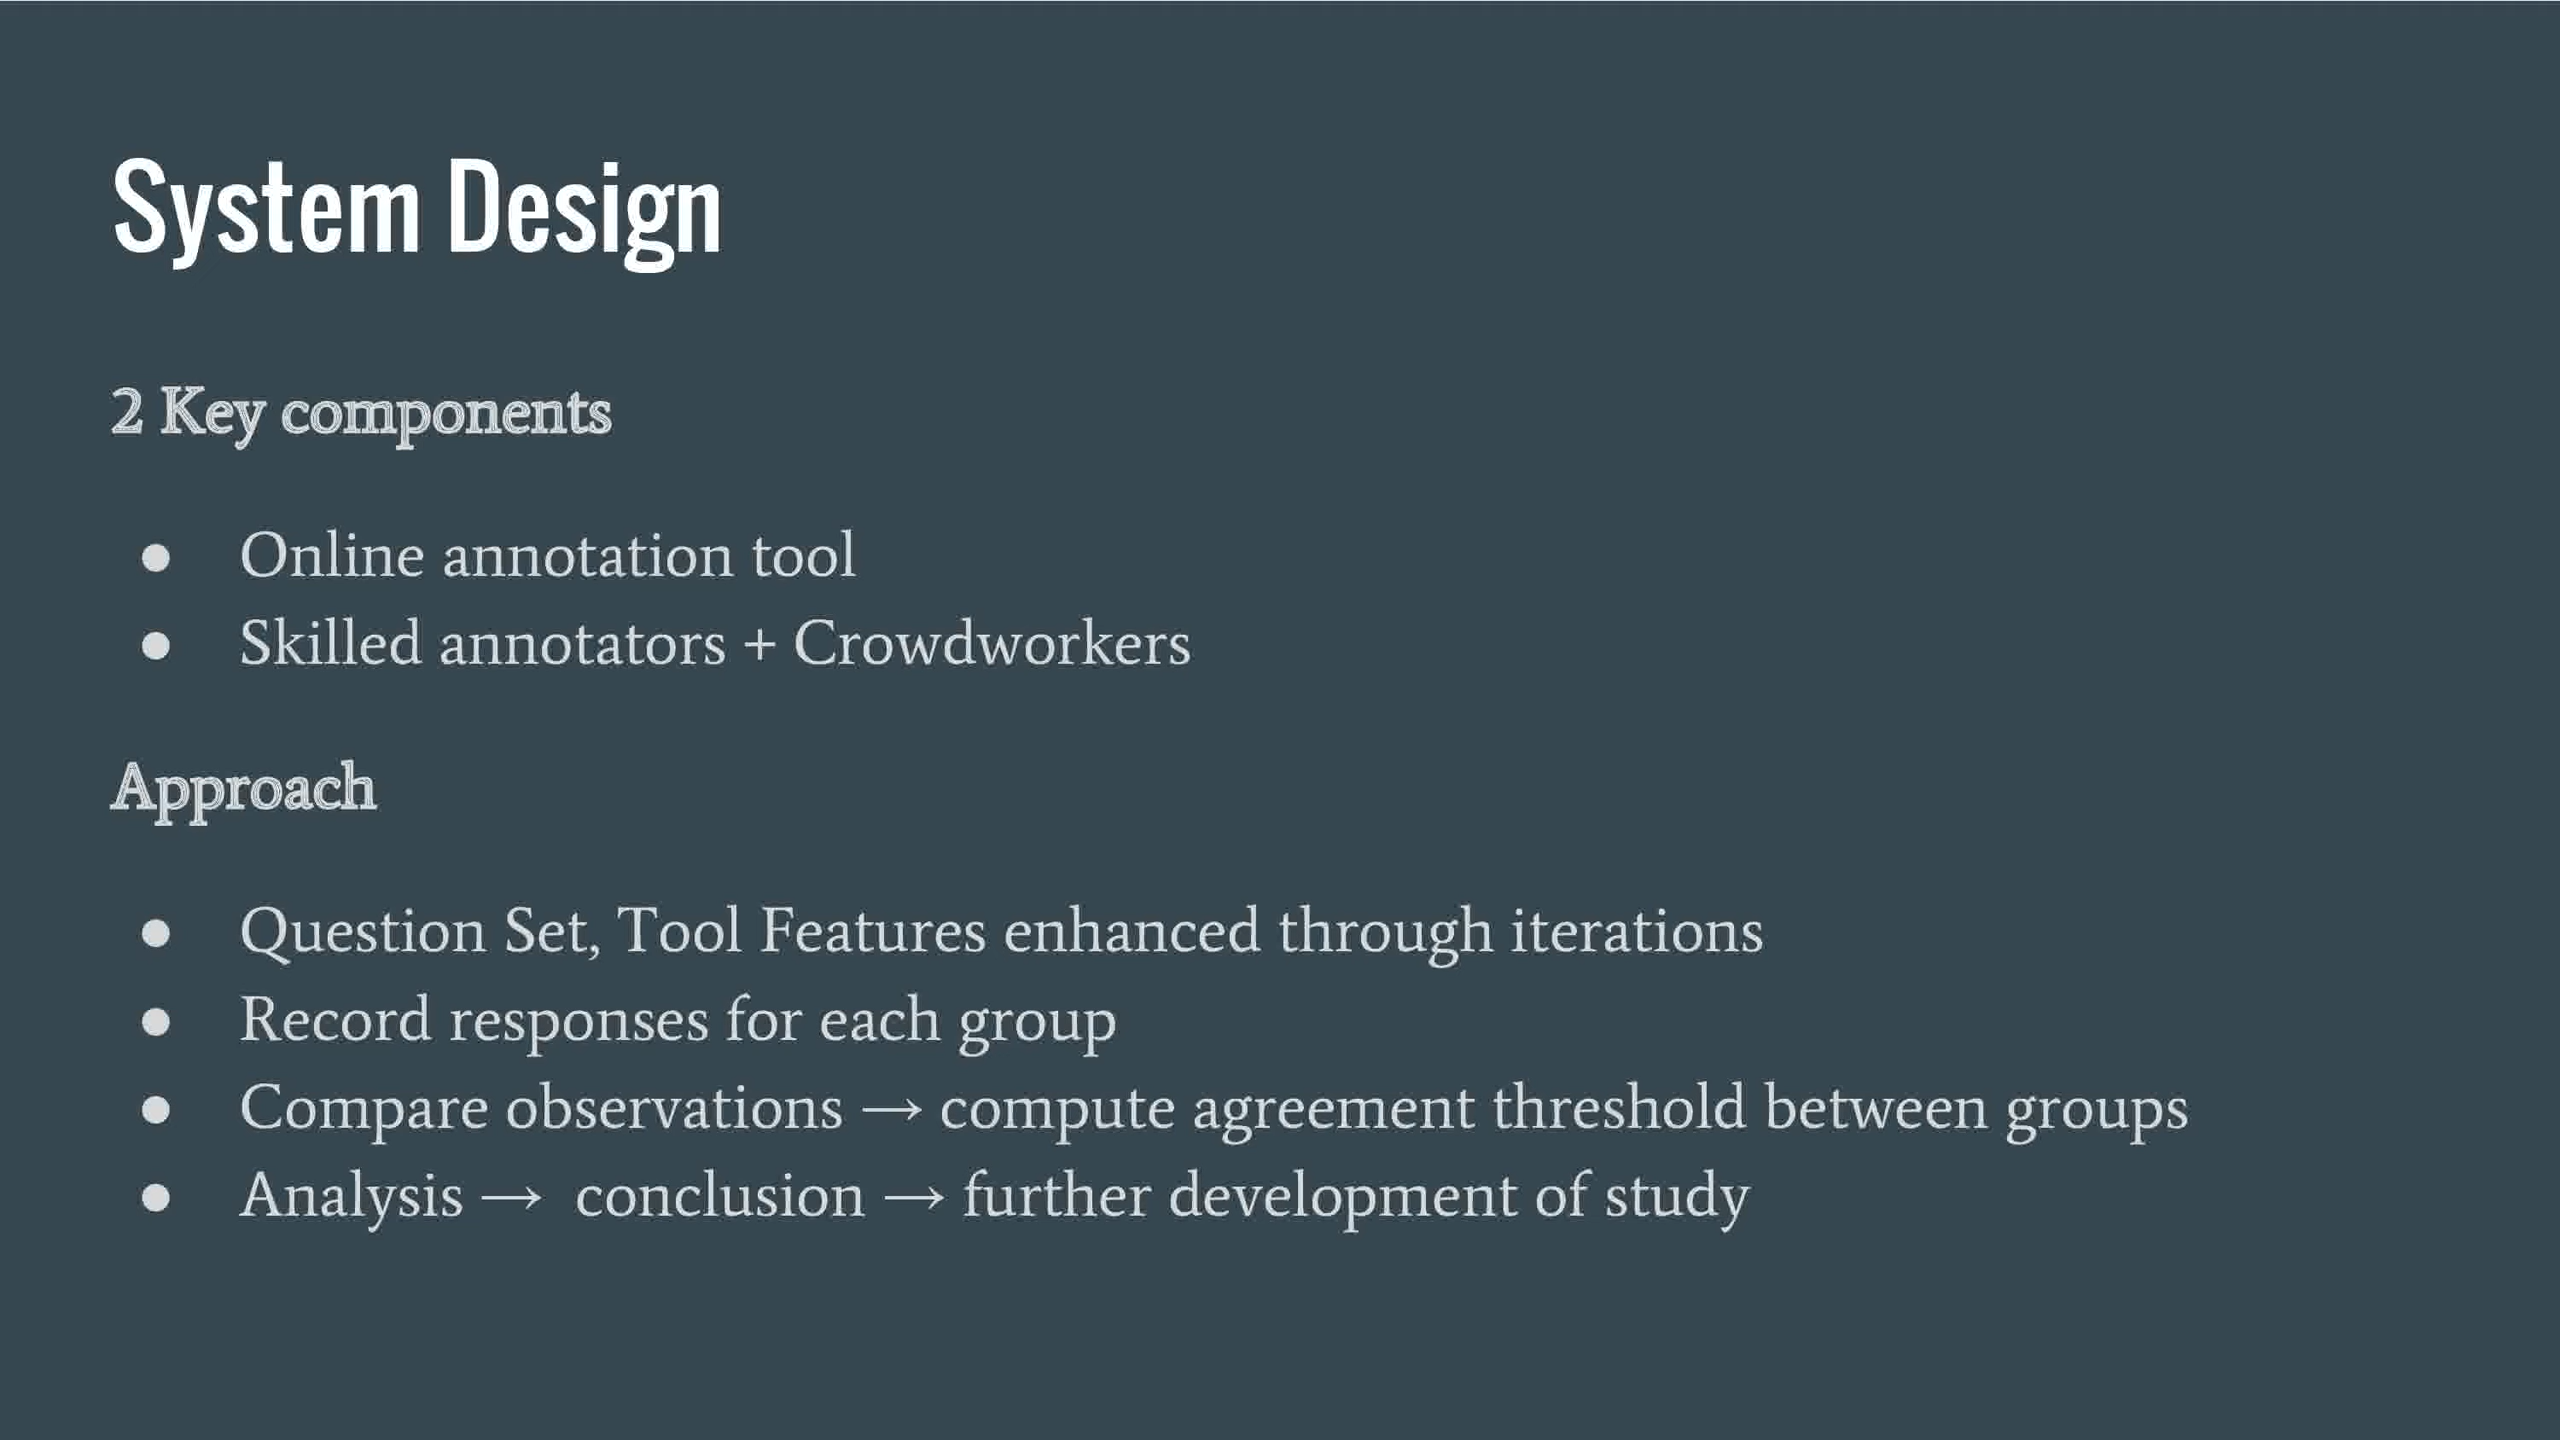 System Design
2 Key components
● Online annotation tool
● Skilled annotators + Crowdworkers
Approach
● Question Set, Tool Features enhanced through iterations
● Record responses for each group
● Compare observations → compute agreement threshold between groups
● Analysis → conclusion → further development of study